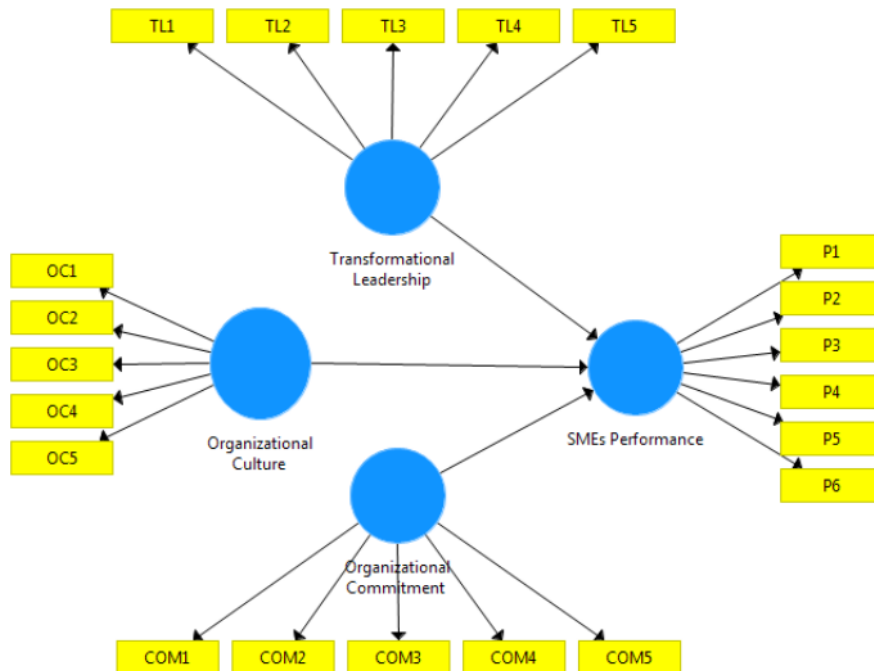 TL1
TL2
TL3
TL4
TL5
Transformational
Leadership
OC1
OC2
OC3
OC4
OC5
Organizational
Culture
SMEs Performance
P1
P2
P3
P4
P5
P6
Organizational
Commitment
COM1
COM2
COM3
COM4
COM5